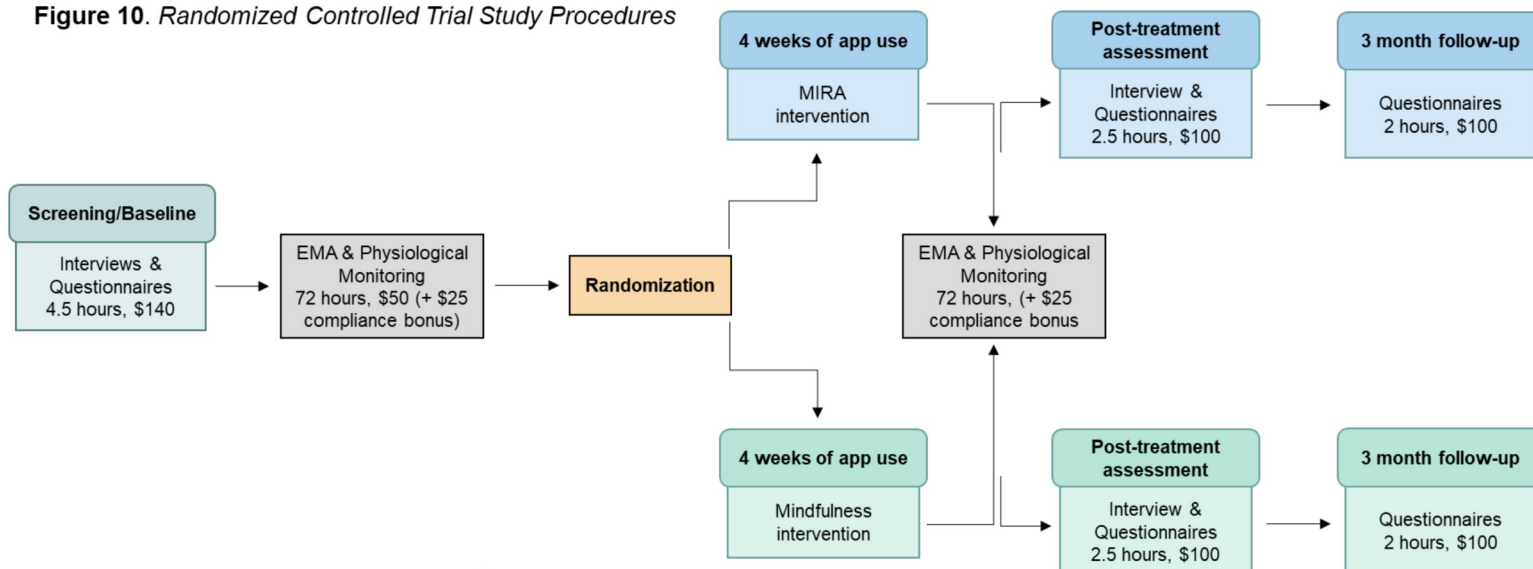 Figure 10. Randomized Controlled Trial Study Procedures
Screening/Baseline
Interviews &
Questionnaires
4.5 hours, $140
EMA & Physiological
Monitoring
72 hours, $50 (+ $25
compliance bonus)
Randomization
4 weeks of app use
MIRA
intervention
4 weeks of app use
Mindfulness
intervention
EMA & Physiological
Monitoring
72 hours, (+ $25
compliance bonus
Post-treatment
assessment
Interview &
Questionnaires
2.5 hours, $100
3 month follow-up
Questionnaires
2 hours, $100
Post-treatment
assessment
Interview &
Questionnaires
2.5 hours, $100
3 month follow-up
Questionnaires
2 hours, $100